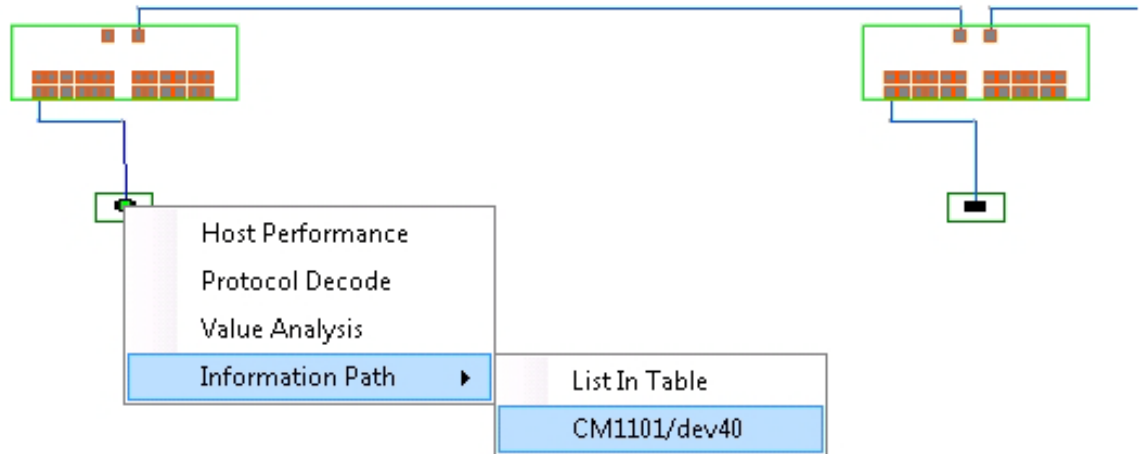 Host Performance
Protocol Decode
Value Analysis
Information Path
List In Table
CM1101/dev40